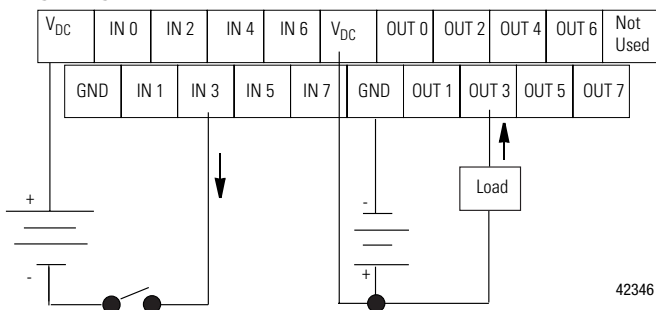 V_DC IN 0 IN 2 IN 4 IN 6 V_DC OUT 0 OUT 2 OUT 4 OUT 6 Not Used
GND IN 1 IN 3 IN 5 IN 7 GND OUT 1 OUT 3 OUT 5 OUT 7
Load
+ -
- +
42346